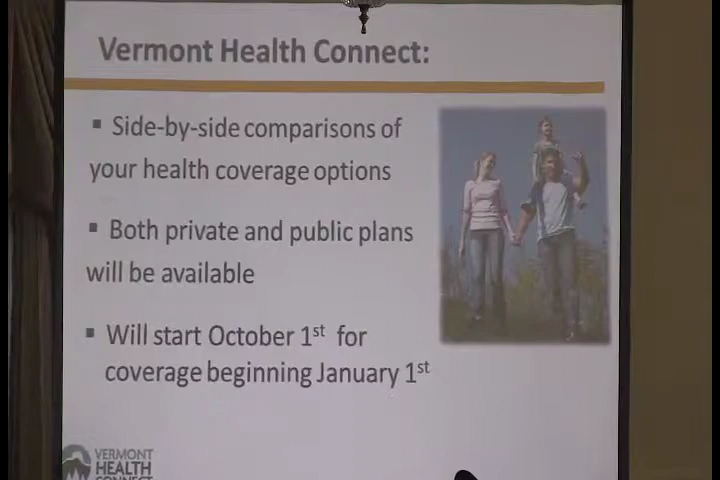 Vermont Health Connect:
▪ Side-by-side comparisons of
your health coverage options
▪ Both private and public plans
will be available
▪ Will start October 1st for
coverage beginning January 1st
VERMONT
HEALTH
CONNECT